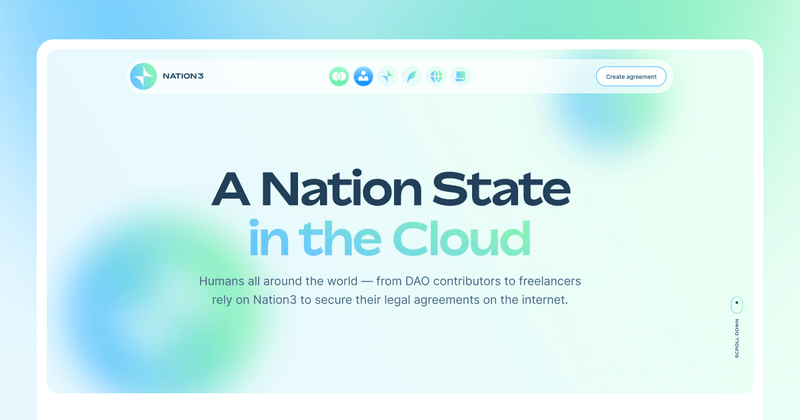 NATION3
Create agreement
A Nation State
in the Cloud
Humans all around the world — from DAO contributors to freelancers
rely on Nation3 to secure their legal agreements on the internet.
SCROLL DOWN